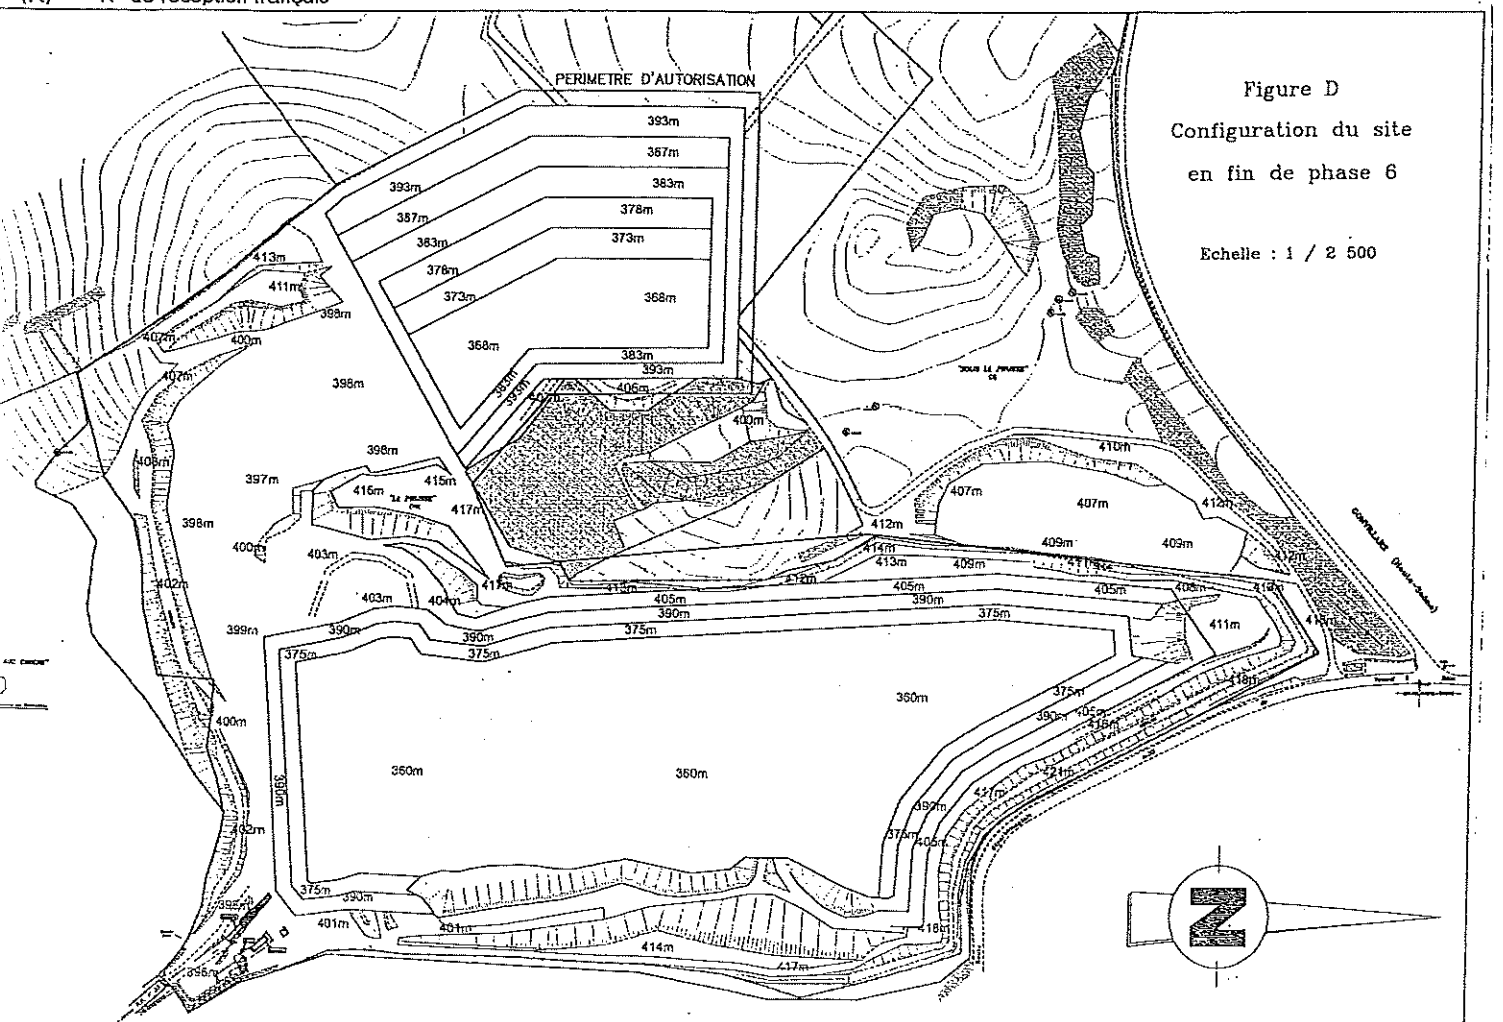 PERIMETRE D'AUTORISATION
Figure D
Configuration du site
en fin de phase 6
Echelle : 1 / 2 500
393m
387m
383m
378m
373m
368m
393m
387m
383m
378m
373m
368m
383m
393m
406m
413m
411m
398m
407m
400m
407m
398m
398m
397m
398m
416m
415m
417m
400m
403m
403m
402m
399m
400m
400m
410m
407m
407m
412m
412m
409m
409m
414m
413m
409m
412m
417m
405m
405m
405m
390m
390m
390m
390m
375m
375m
375m
375m
411m
360m
375m
390m
405m
416m
418m
360m
360m
421m
417m
390m
375m
405m
390m
402m
375m
390m
401m
401m
414m
417m
418m
396m
N